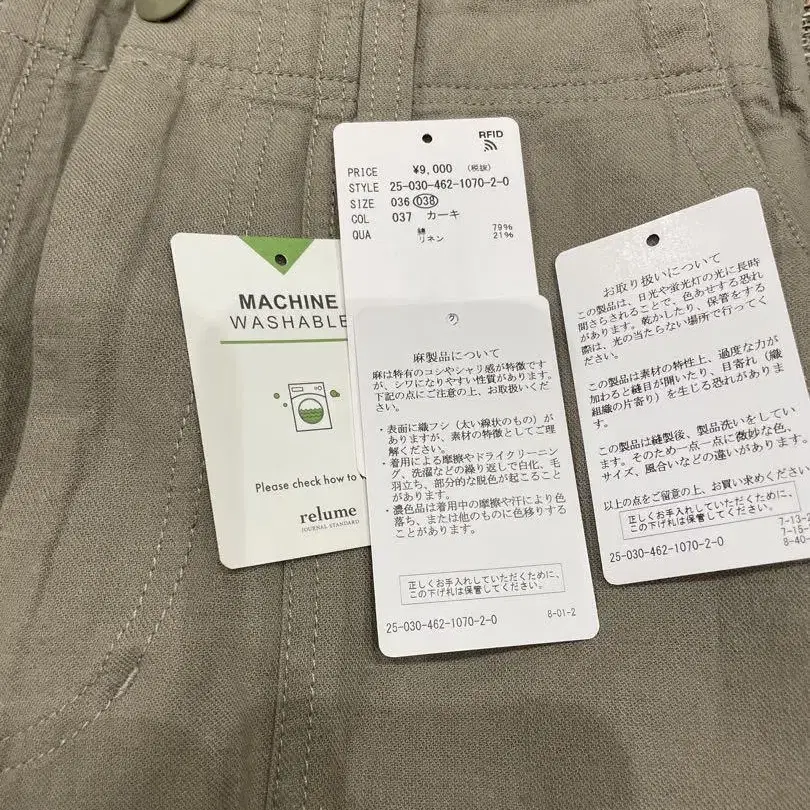 RFID
PRICE ¥9,000 (税抜)
STYLE 25-030-462-1070-2-0
SIZE 036 038
COL 037 カーキ
QUA 綿 79%
リネン 21%
MACHINE
WASHABLE
Please check how to
relume
JOURNAL STANDARD
麻製品について
麻は特有のコシやシャリ感が特徴ですが、シワになりやすい性質があります。
下記の点にご注意の上、お取扱いください。
・表面に織フシ(太い線状のもの)が
ありますが、素材の特徴としてご理
解ください。
・着用による摩擦やドライクリーニン
グ、洗濯などの繰り返しで白化、毛
羽立ち、部分的な脱色が起こること
があります。
・濃色品は着用中の摩擦や汗により色
落ち、または他のものに色移りする
ことがあります。
正しくお手入れしていただくために、
この下げ札は保管してください。
25-030-462-1070-2-0
8-01-2
お取り扱いについて
この製品は、日光や蛍光灯の光に長時
間さらされることで、色あせする恐れ
があります。乾かしたり、保管をする
際は、光の当たらない場所で行ってく
ださい。
この製品は素材の特性上、過度な力が
加わると縫目が開いたり、目寄れ(織
組織の片寄り)を生じる恐れがありま
す。
この製品は縫製後、製品洗いをしてい
ます。そのため一点一点に微妙な色、
サイズ、風合いなどの違いがあります。
以上の点をご留意の上、お買い求めください。
正しくお手入れしていただくために、
この下げ札は保管してください。
7-13-2
7-15-
8-40-
25-030-462-1070-2-0